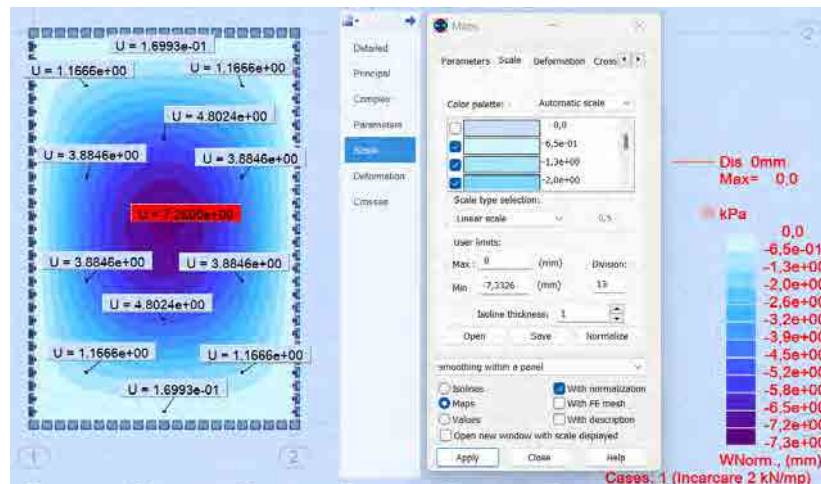 U = 1.6993e-01
U = 1.1666e+00
U = 1.1666e+00
U = 4.8024e+00
U = 3.8846e+00
U = 3.8846e+00
U = 3.8846e+00
U = 3.8846e+00
U = 4.8024e+00
U = 1.1666e+00
U = 1.1666e+00
U = 1.6993e-01
1
2
2
Detailed
Principal
Complex
Parameters
Scale
Deformation
Crosses
Maps
Parameters Scale Deformation Cross
Color palette: Automatic scale
0,0
-6,5e-01
-1,3e+00
-2,0e+00
Scale type selection:
Linear scale 0,5
User limits:
Max : 0 (mm) Division:
Min -7,3326 (mm) 13
Isoline thickness: 1
Open Save Normalize
smoothing within a panel
Isolines With normalization
Maps With FE mesh
Values With description
Open new window with scale displayed
Apply Close Help
Dis 0mm
Max= 0,0
kPa
0,0
-6,5e-01
-1,3e+00
-2,0e+00
-2,6e+00
-3,2e+00
-3,9e+00
-4,5e+00
-5,2e+00
-5,8e+00
-6,5e+00
-7,2e+00
-7,3e+00
WNorm., (mm)
Cases: 1 (Incarcare 2 kN/mp)